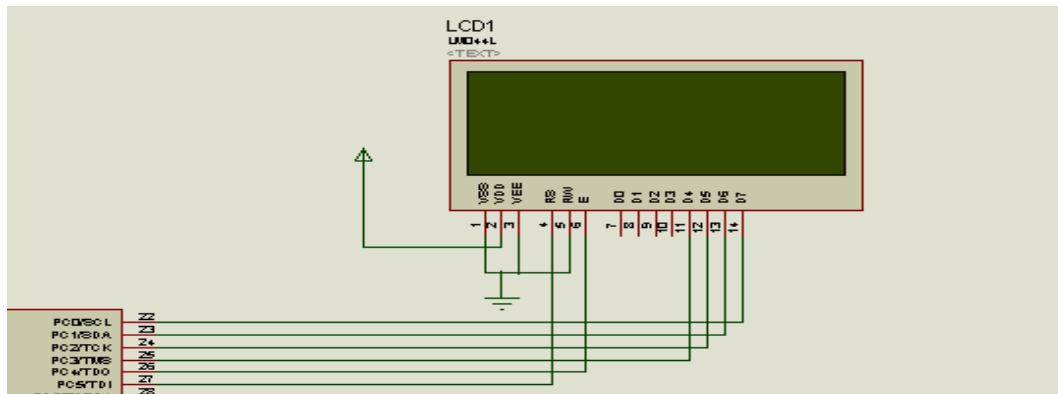 LCD1
<TEXT>
VSS VDD VEE RS RW E D0 D1 D2 D3 D4 D5 D6 D7
1 2 3 4 5 6 7 8 9 10 11 12 13 14
PC0/SCL 22
PC1/SDA 23
PC2/TCK 24
PC3/TMS 25
PC4/TDO 26
PC5/TDI 27
28